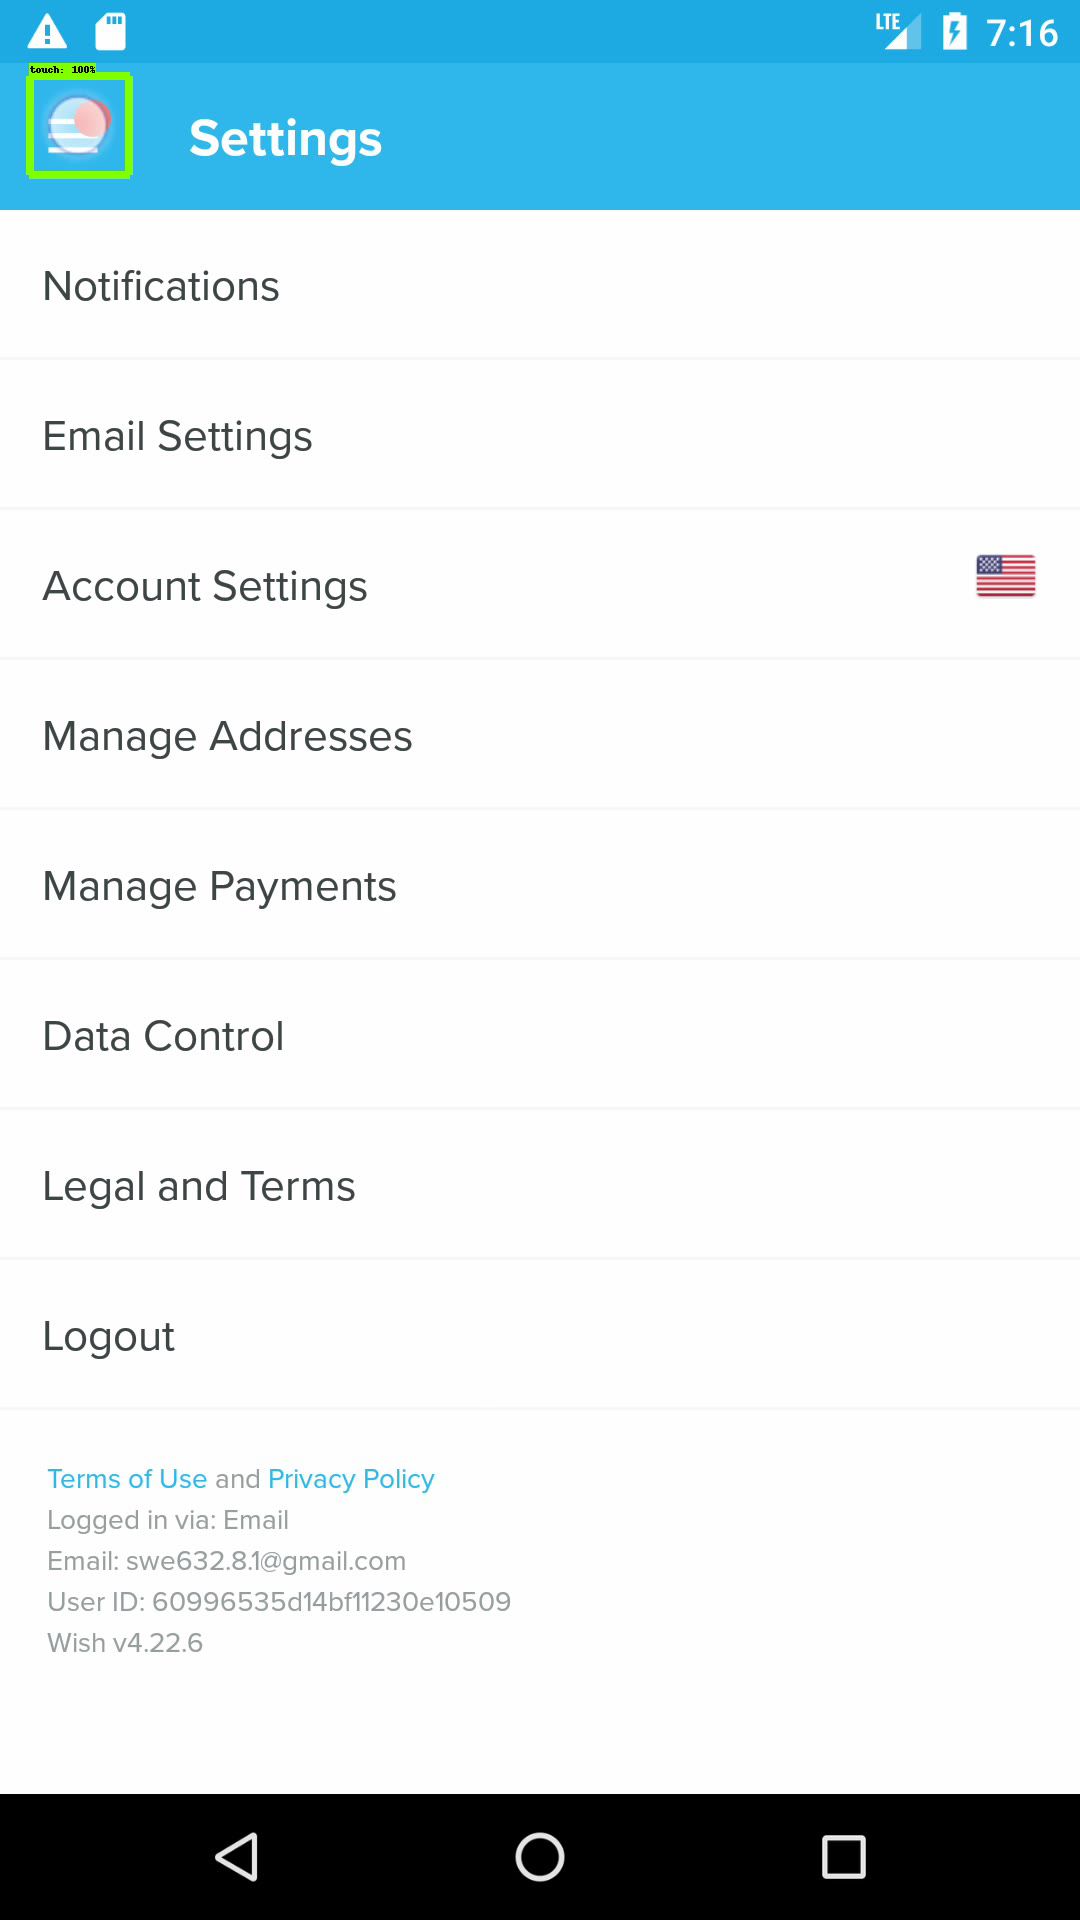 LTE 7:16
touch: 100%
Settings
Notifications
Email Settings
Account Settings
Manage Addresses
Manage Payments
Data Control
Legal and Terms
Logout
Terms of Use and Privacy Policy
Logged in via: Email
Email: swe632.8.1@gmail.com
User ID: 60996535d14bf11230e10509
Wish v4.22.6